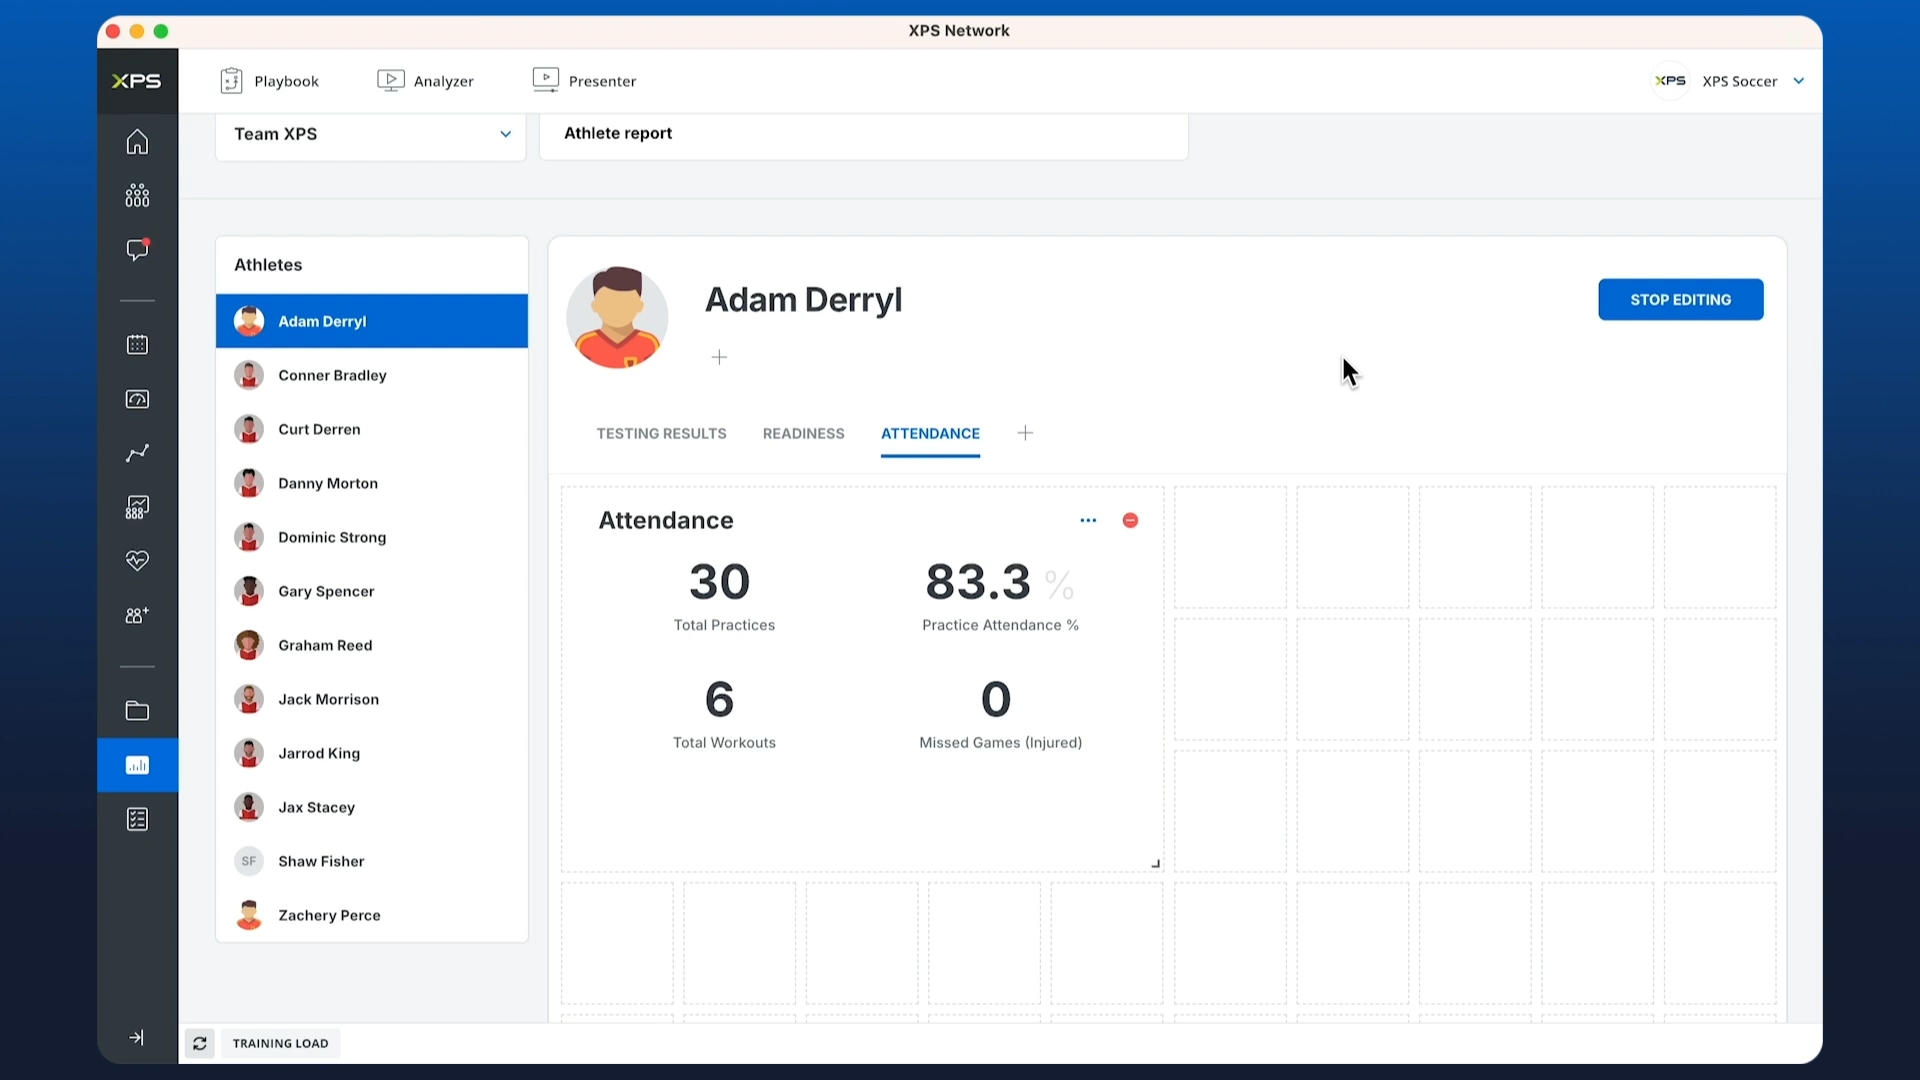 XPS Network
XPS
Playbook
Analyzer
Presenter
XPS
XPS Soccer
Team XPS
Athlete report
Athletes
Adam Derryl
Conner Bradley
Curt Derren
Danny Morton
Dominic Strong
Gary Spencer
Graham Reed
Jack Morrison
Jarrod King
Jax Stacey
SF
Shaw Fisher
Zachery Perce
Adam Derryl
STOP EDITING
TESTING RESULTS
READINESS
ATTENDANCE
Attendance
30
Total Practices
83.3 %
Practice Attendance %
6
Total Workouts
0
Missed Games (Injured)
TRAINING LOAD